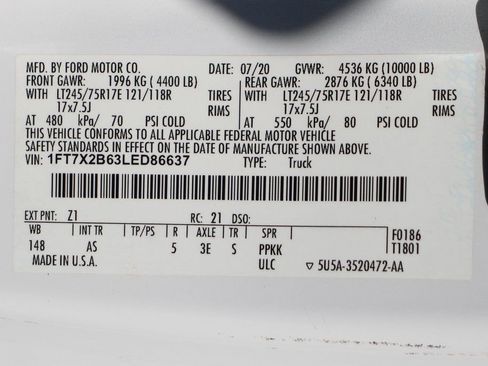 MFD. BY FORD MOTOR CO. DATE: 07/20 GVWR: 4536 KG (10000 LB)
FRONT GAWR: 1996 KG (4400 LB) REAR GAWR: 2876 KG (6340 LB)
WITH LT245/75R17E 121/118R TIRES WITH LT245/75R17E 121/118R TIRES
17x7.5J RIMS 17x7.5J RIMS
AT 480 kPa/ 70 PSI COLD AT 550 kPa/ 80 PSI COLD
THIS VEHICLE CONFORMS TO ALL APPLICABLE FEDERAL MOTOR VEHICLE
SAFETY STANDARDS IN EFFECT ON THE DATE OF MANUFACTURE SHOWN ABOVE.
VIN: 1FT7X2B63LED86637 TYPE: Truck
EXT PNT: Z1 RC: 21 DSO:
WB INT TR TP/PS R AXLE TR SPR F0186
148 AS 5 3E S PPKK T1801
MADE IN U.S.A. ULC ▽ 5U5A-3520472-AA